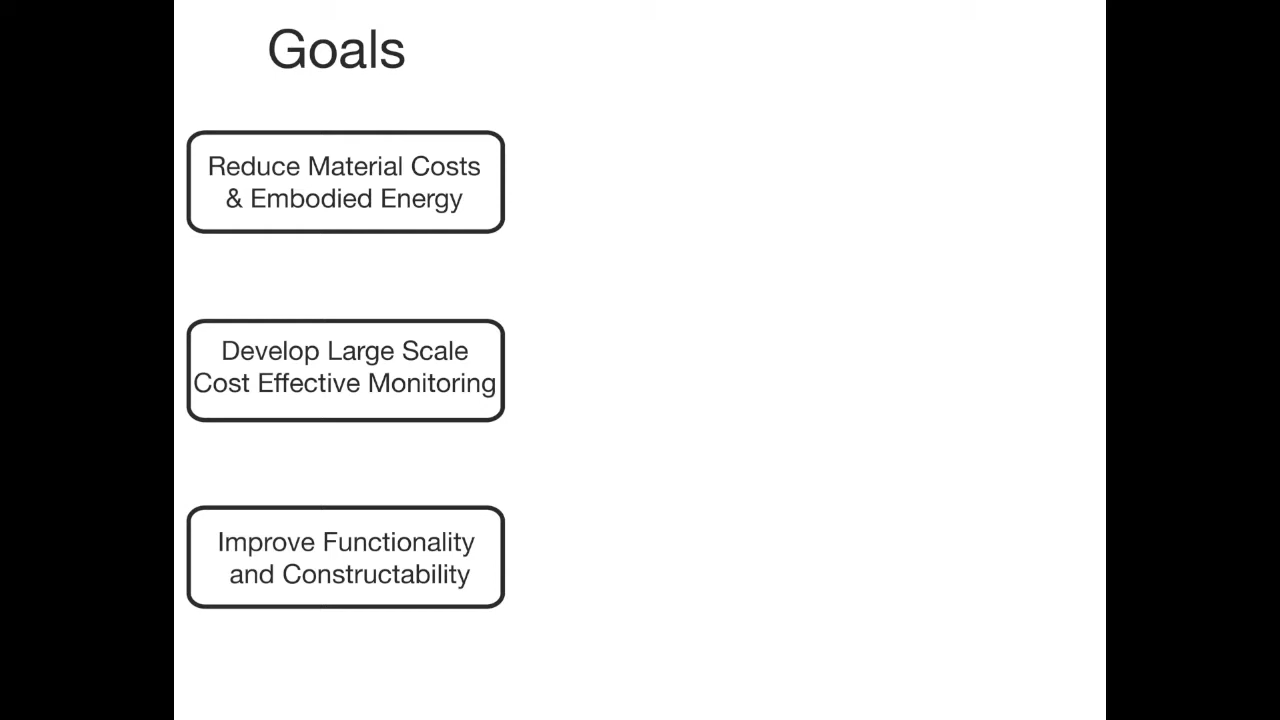 Goals
Reduce Material Costs
& Embodied Energy
Develop Large Scale
Cost Effective Monitoring
Improve Functionality
and Constructability